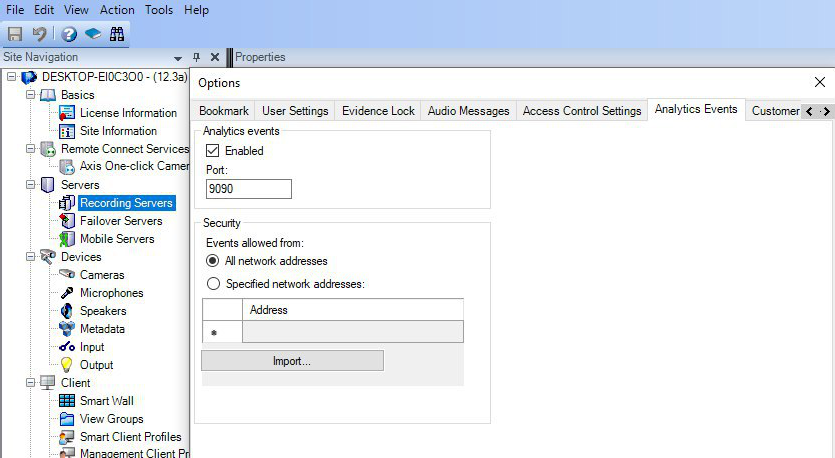 File Edit View Action Tools Help
Site Navigation
Properties
DESKTOP-EI0C3O0 - (12.3a)
Basics
License Information
Site Information
Remote Connect Services
Axis One-click Camer
Servers
Recording Servers
Failover Servers
Mobile Servers
Devices
Cameras
Microphones
Speakers
Metadata
Input
Output
Client
Smart Wall
View Groups
Smart Client Profiles
Management Client Pr
Options
Bookmark User Settings Evidence Lock Audio Messages Access Control Settings Analytics Events Customer
Analytics events
Enabled
Port:
9090
Security
Events allowed from:
All network addresses
Specified network addresses:
Address
*
Import...